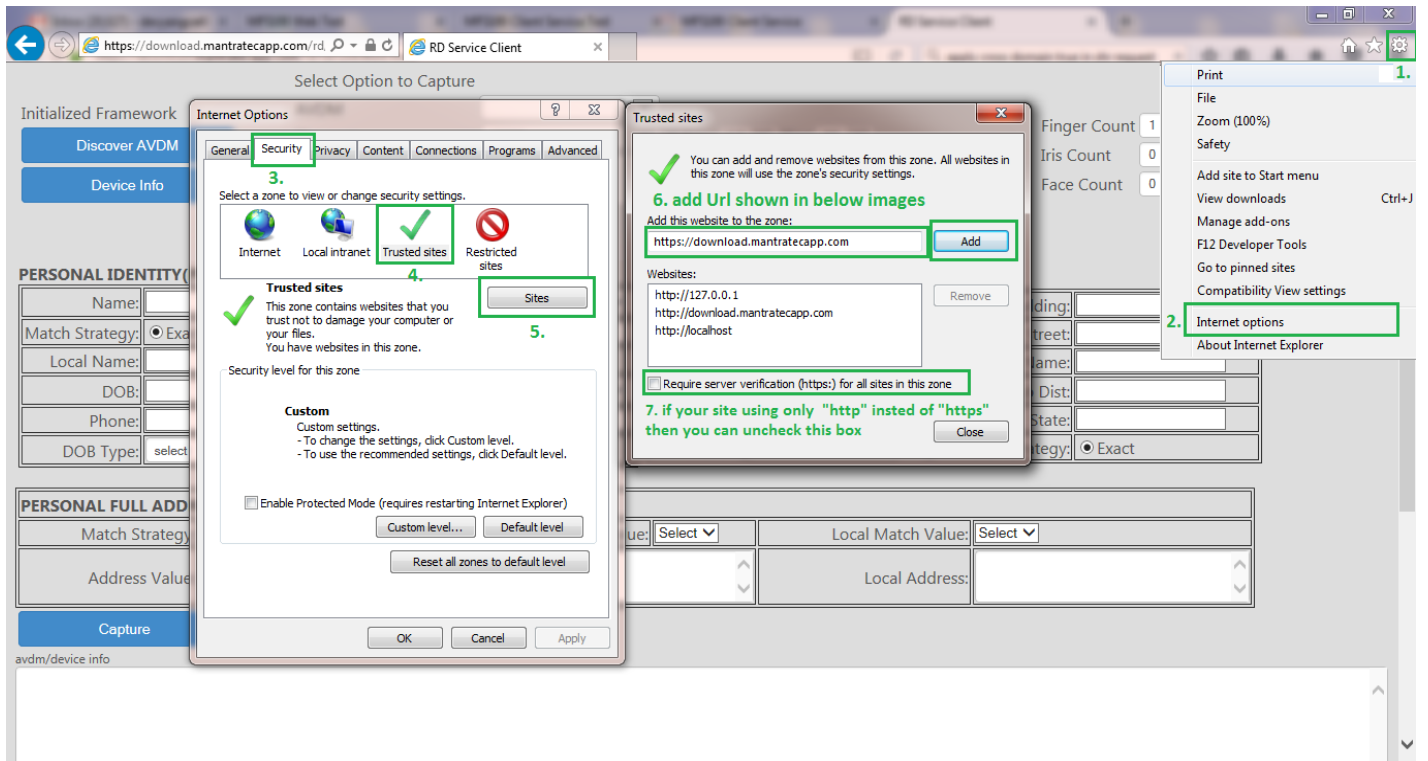 https://download.mantratecapp.com/rd
RD Service Client
RD Service Client
1.
Select Option to Capture
Initialized Framework
Discover AVDM
Device Info
Finger Count 1
Iris Count 0
Face Count 0
Print
File
Zoom (100%)
Safety
Add site to Start menu
View downloads Ctrl+J
Manage add-ons
F12 Developer Tools
Go to pinned sites
Compatibility View settings
2. Internet options
About Internet Explorer
Internet Options
General Security Privacy Content Connections Programs Advanced
3.
Select a zone to view or change security settings.
Internet Local intranet Trusted sites Restricted sites
4.
Trusted sites
This zone contains websites that you
trust not to damage your computer or
your files.
You have websites in this zone.
Sites
5.
Security level for this zone
Custom
Custom settings.
- To change the settings, click Custom level.
- To use the recommended settings, click Default level.
Enable Protected Mode (requires restarting Internet Explorer)
Custom level... Default level
Reset all zones to default level
OK Cancel Apply
Trusted sites
You can add and remove websites from this zone. All websites in
this zone will use the zone's security settings.
6. add Url shown in below images
Add this website to the zone:
https://download.mantratecapp.com Add
Websites:
http://127.0.0.1
http://download.mantratecapp.com
http://localhost
Remove
Require server verification (https:) for all sites in this zone
7. if your site using only "http" insted of "https"
then you can uncheck this box
Close
PERSONAL IDENTITY(
Name:
Match Strategy: Exa
Local Name:
DOB:
Phone:
DOB Type: select
lding:
treet:
Name:
Dist:
State:
tegy: Exact
PERSONAL FULL ADD
Match Strategy
ue: Select
Local Match Value: Select
Address Value
Local Address:
Capture
avdm/device info